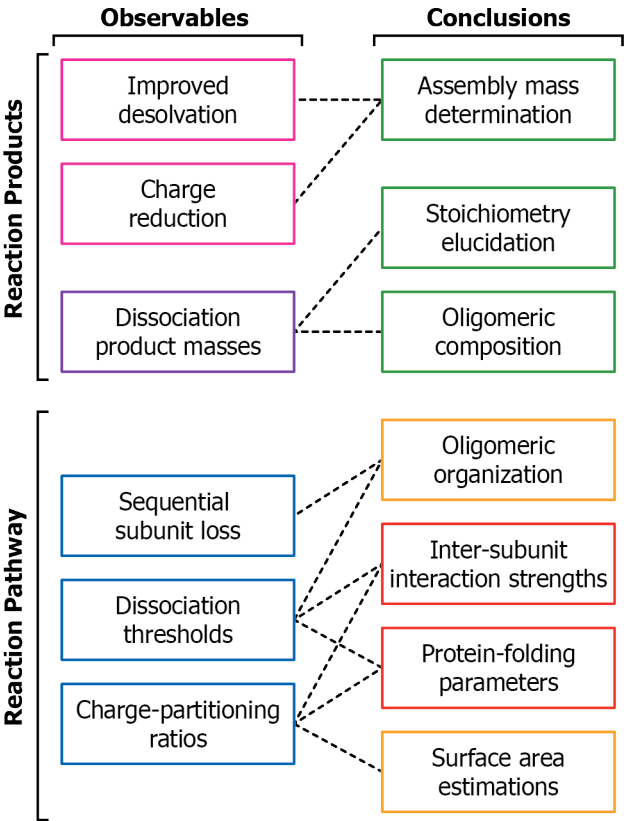 Observables
Conclusions
Reaction Products
Improved
desolvation
Assembly mass
determination
Charge
reduction
Stoichiometry
elucidation
Dissociation
product masses
Oligomeric
composition
Reaction Pathway
Oligomeric
organization
Sequential
subunit loss
Inter-subunit
interaction strengths
Dissociation
thresholds
Protein-folding
parameters
Charge-partitioning
ratios
Surface area
estimations